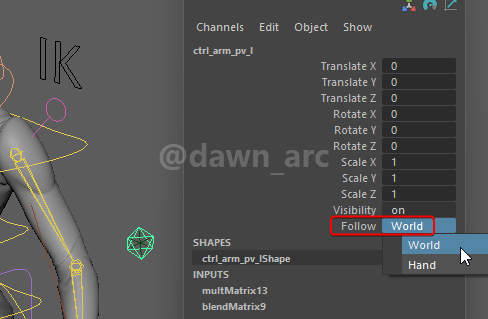 IK
Channels Edit Object Show
ctrl_arm_pv_l
Translate X 0
Translate Y 0
Translate Z 0
Rotate X 0
Rotate Y 0
Rotate Z 0
@dawn_arc
Scale X 1
Scale Y 1
Scale Z 1
Visibility on
Follow World
World
Hand
SHAPES
ctrl_arm_pv_lShape
INPUTS
multMatrix13
blendMatrix9